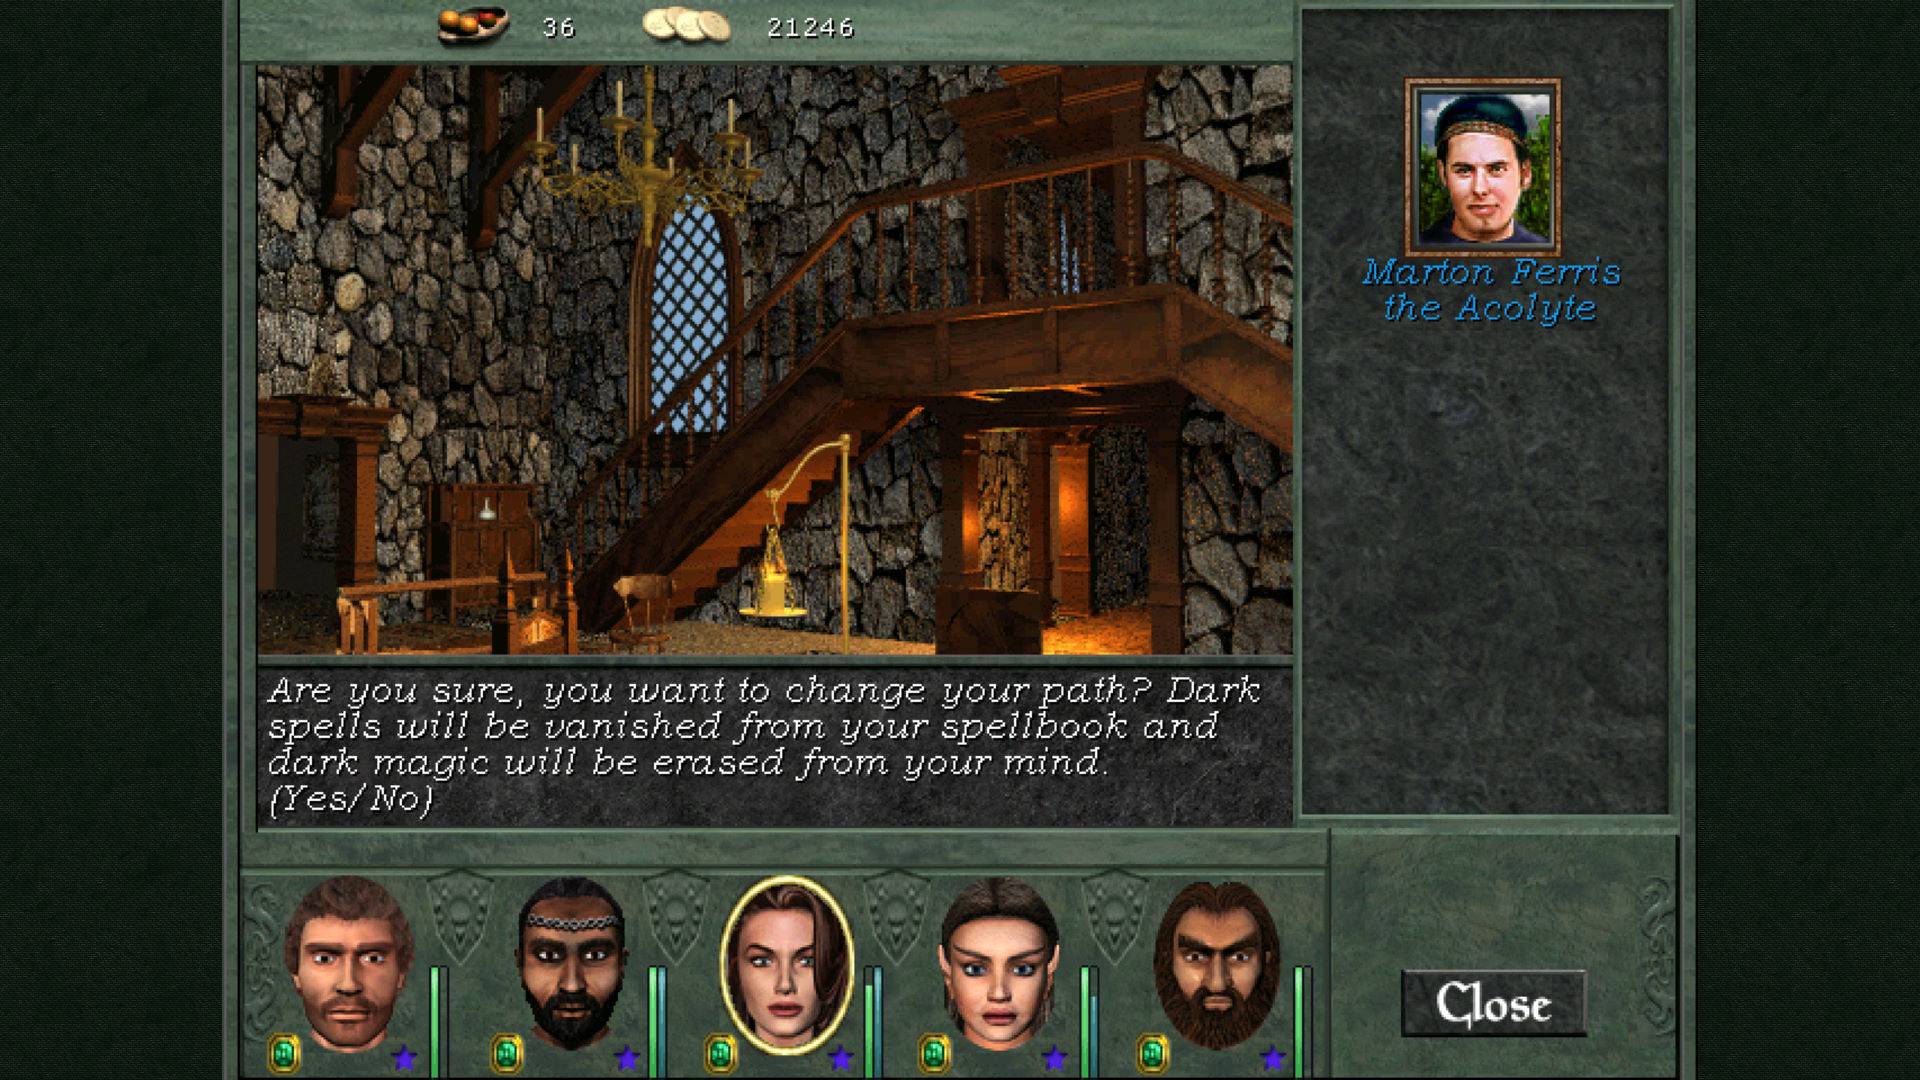 36 21246
Marton Ferris
the Acolyte
Are you sure, you want to change your path? Dark
spells will be vanished from your spellbook and
dark magic will be erased from your mind.
(Yes/No)
Close